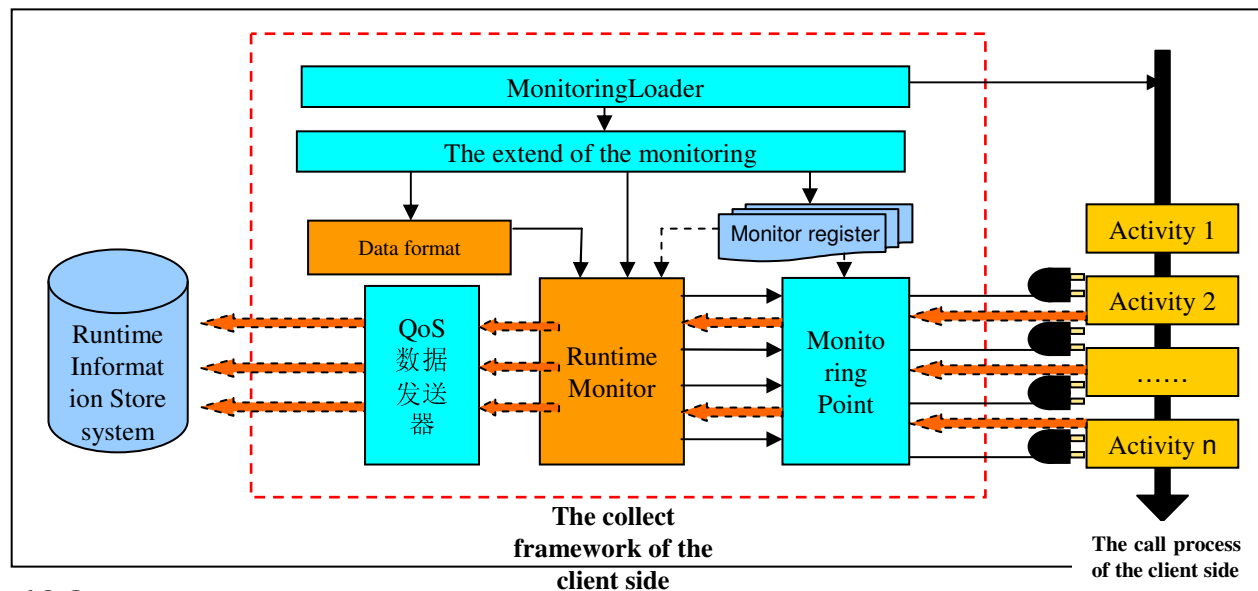 MonitoringLoader
The extend of the monitoring
Data format
Monitor register
Activity 1
Activity 2
……
Activity n
Runtime
Informat
ion Store
system
QoS
数据
发送
器
Runtime
Monitor
Monito
ring
Point
The collect
framework of the
client side
The call process
of the client side